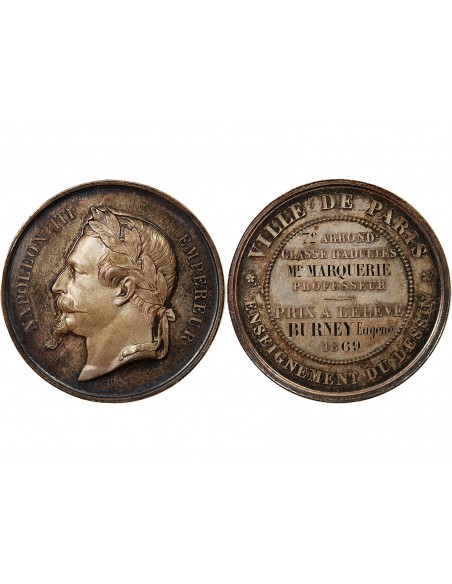 NAPOLEON III EMPEREUR
VILLE DE PARIS
7E ARROND.
CLASSE D'ADULTES
MR MARQUERIE
PROFESSEUR
PRIX A L'ELEVE
BURNEY Eugene
1869
ENSEIGNEMENT DU DESSIN